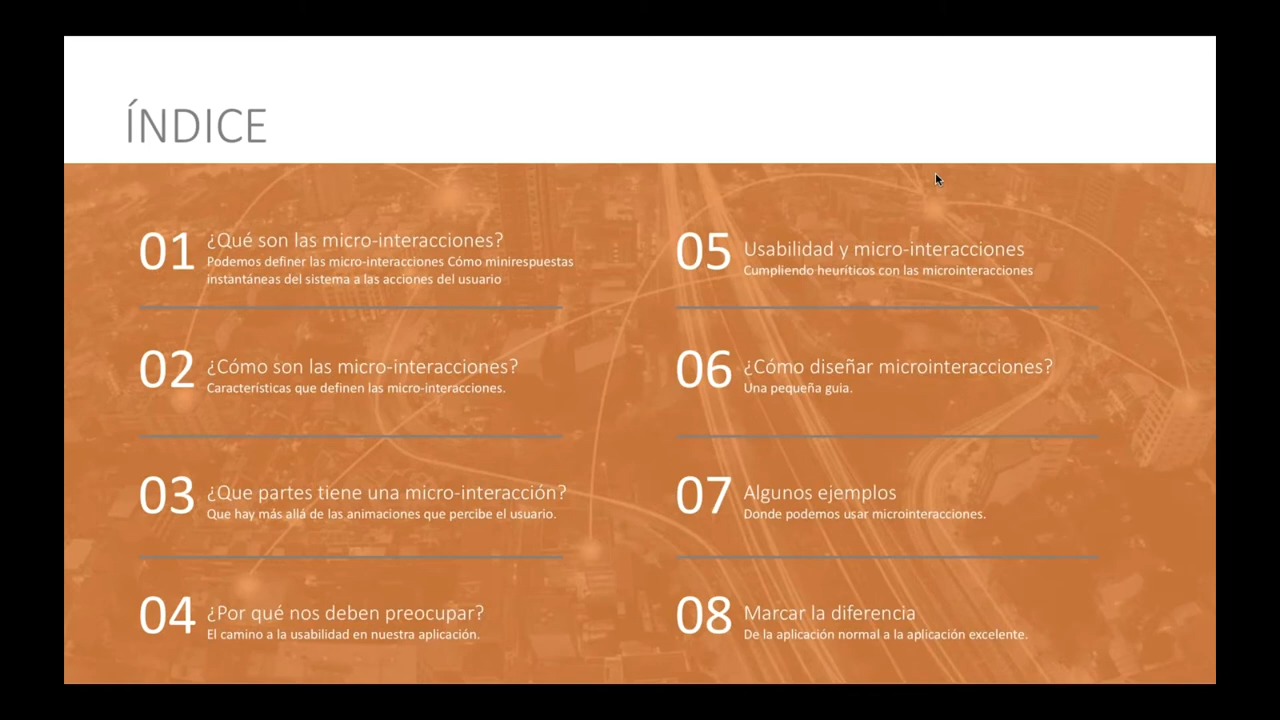 ÍNDICE
01
¿Qué son las micro-interacciones?
Podemos definer las micro-interacciones Cómo minirespuestas
instantáneas del sistema a las acciones del usuario
02
¿Cómo son las micro-interacciones?
Características que definen las micro-interacciones.
03
¿Que partes tiene una micro-interacción?
Que hay más allá de las animaciones que percibe el usuario.
04
¿Por qué nos deben preocupar?
El camino a la usabilidad en nuestra aplicación.
05
Usabilidad y micro-interacciones
Cumpliendo heuríticos con las microinteracciones
06
¿Cómo diseñar microinteracciones?
Una pequeña guia.
07
Algunos ejemplos
Donde podemos usar microinteracciones.
08
Marcar la diferencia
De la aplicación normal a la aplicación excelente.